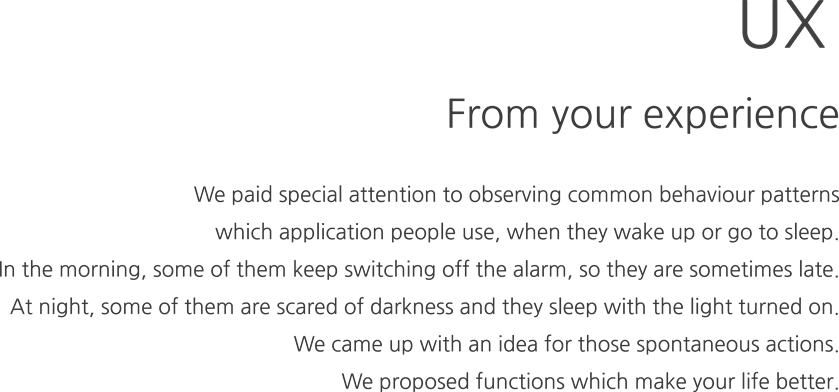 UX
From your experience
We paid special attention to observing common behaviour patterns
which application people use, when they wake up or go to sleep.
In the morning, some of them keep switching off the alarm, so they are sometimes late.
At night, some of them are scared of darkness and they sleep with the light turned on.
We came up with an idea for those spontaneous actions.
We proposed functions which make your life better.